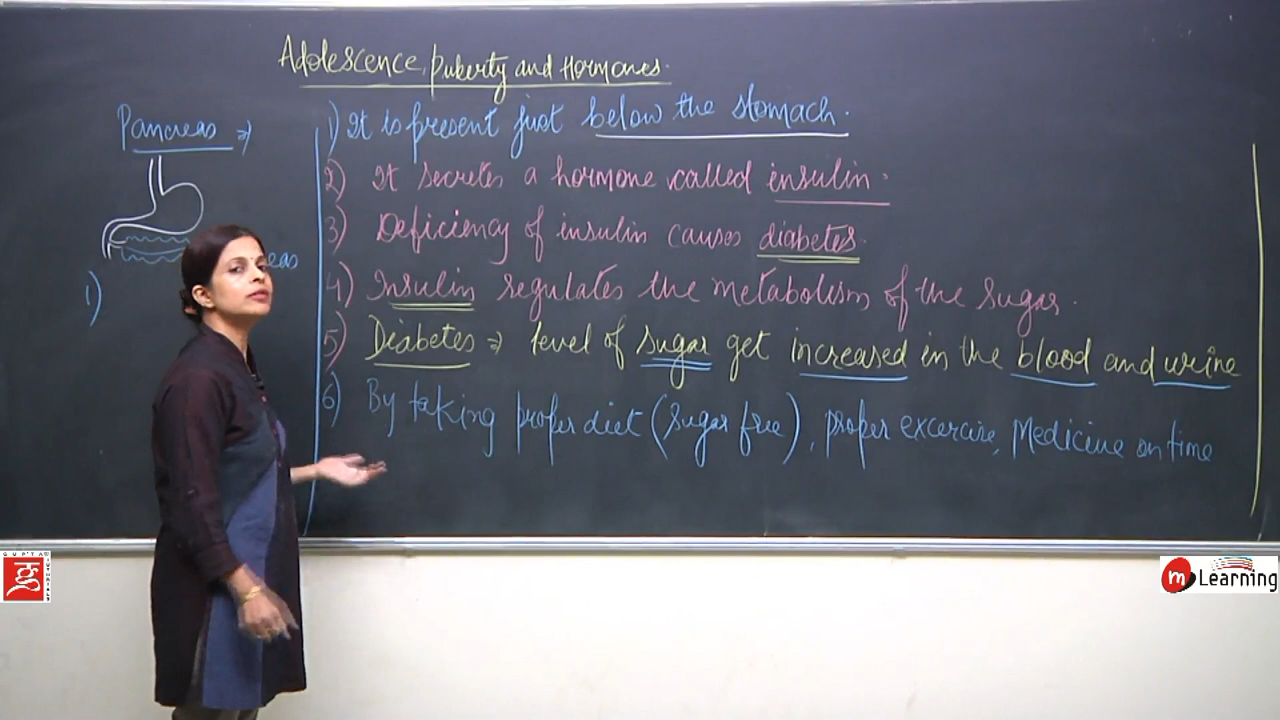 Adolescence, puberty and Hormones.
Pancreas ⇒
1) It is present just below the stomach.
2) It secretes a hormone called insulin.
3) Deficiency of insulin causes diabetes.
eas
1)
4) Insulin regulates the metabolism of the sugar.
5) Diabetes ⇒ level of sugar get increased in the blood and urine
6) By taking proper diet (sugar free), proper excercise, Medicine on time
GUPTA
m Learning